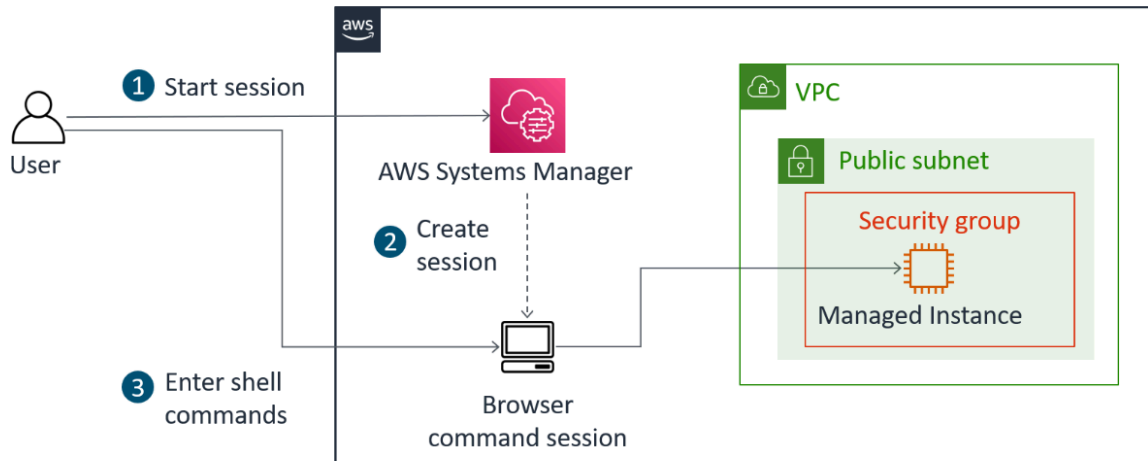 aws
1 Start session
VPC
User
AWS Systems Manager
Public subnet
2 Create
session
Security group
Managed Instance
3 Enter shell
commands
Browser
command session